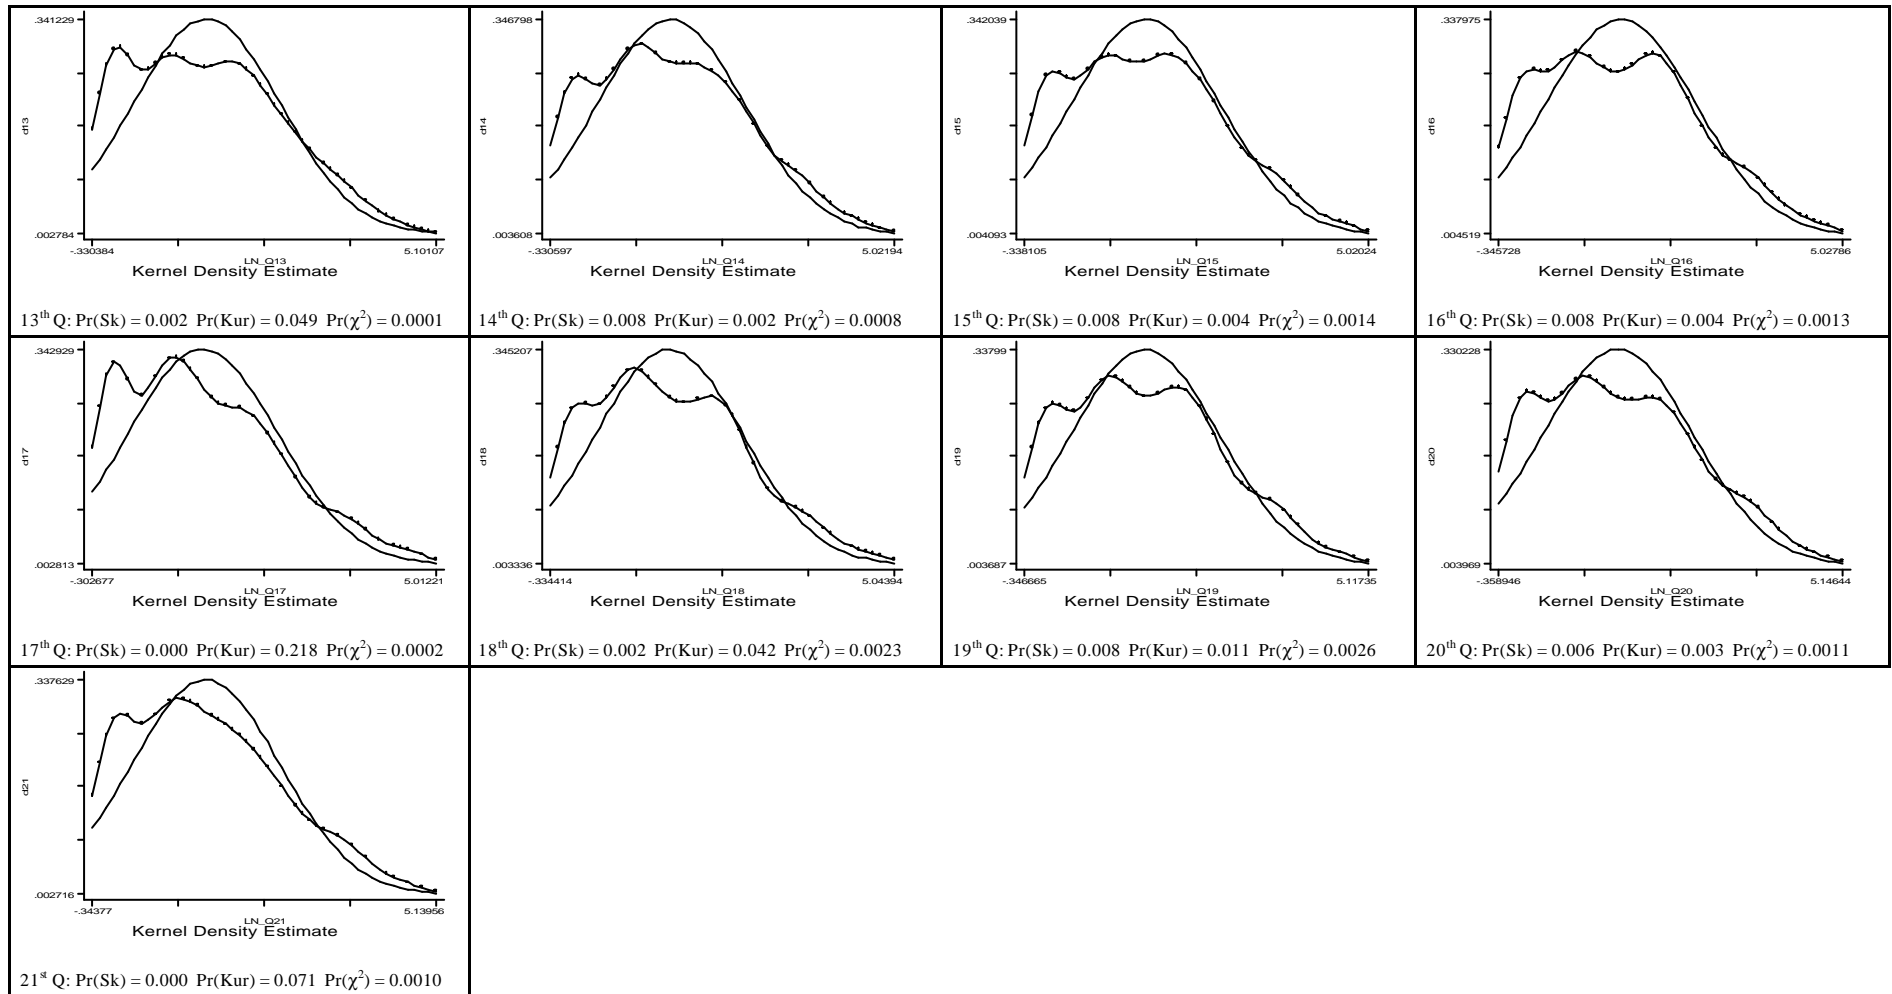 .341229
d13
.002784
-.330384
5.10107
LN_Q13
Kernel Density Estimate
13th Q: Pr(Sk) = 0.002 Pr(Kur) = 0.049 Pr(χ2) = 0.0001
.346798
d14
.003608
-.330597
5.02194
LN_Q14
Kernel Density Estimate
14th Q: Pr(Sk) = 0.008 Pr(Kur) = 0.002 Pr(χ2) = 0.0008
.342039
d15
.004093
-.338105
5.02024
LN_Q15
Kernel Density Estimate
15th Q: Pr(Sk) = 0.008 Pr(Kur) = 0.004 Pr(χ2) = 0.0014
.337975
d16
.004519
-.345728
5.02786
LN_Q16
Kernel Density Estimate
16th Q: Pr(Sk) = 0.008 Pr(Kur) = 0.004 Pr(χ2) = 0.0013
.342929
d17
.002813
-.302677
5.01221
LN_Q17
Kernel Density Estimate
17th Q: Pr(Sk) = 0.000 Pr(Kur) = 0.218 Pr(χ2) = 0.0002
.345207
d18
.003336
-.334414
5.04394
LN_Q18
Kernel Density Estimate
18th Q: Pr(Sk) = 0.002 Pr(Kur) = 0.042 Pr(χ2) = 0.0023
.33799
d19
.003687
-.346665
5.11735
LN_Q19
Kernel Density Estimate
19th Q: Pr(Sk) = 0.008 Pr(Kur) = 0.011 Pr(χ2) = 0.0026
.330228
d20
.003969
-.358946
5.14644
LN_Q20
Kernel Density Estimate
20th Q: Pr(Sk) = 0.006 Pr(Kur) = 0.003 Pr(χ2) = 0.0011
.337629
d21
.002716
-.34377
5.13956
LN_Q21
Kernel Density Estimate
21st Q: Pr(Sk) = 0.000 Pr(Kur) = 0.071 Pr(χ2) = 0.0010